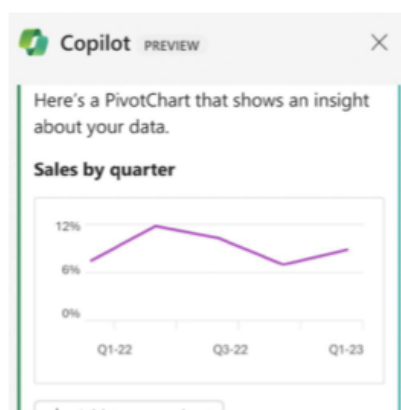 Copilot PREVIEW
Here's a PivotChart that shows an insight
about your data.
Sales by quarter
12%
6%
0%
Q1-22 Q3-22 Q1-23